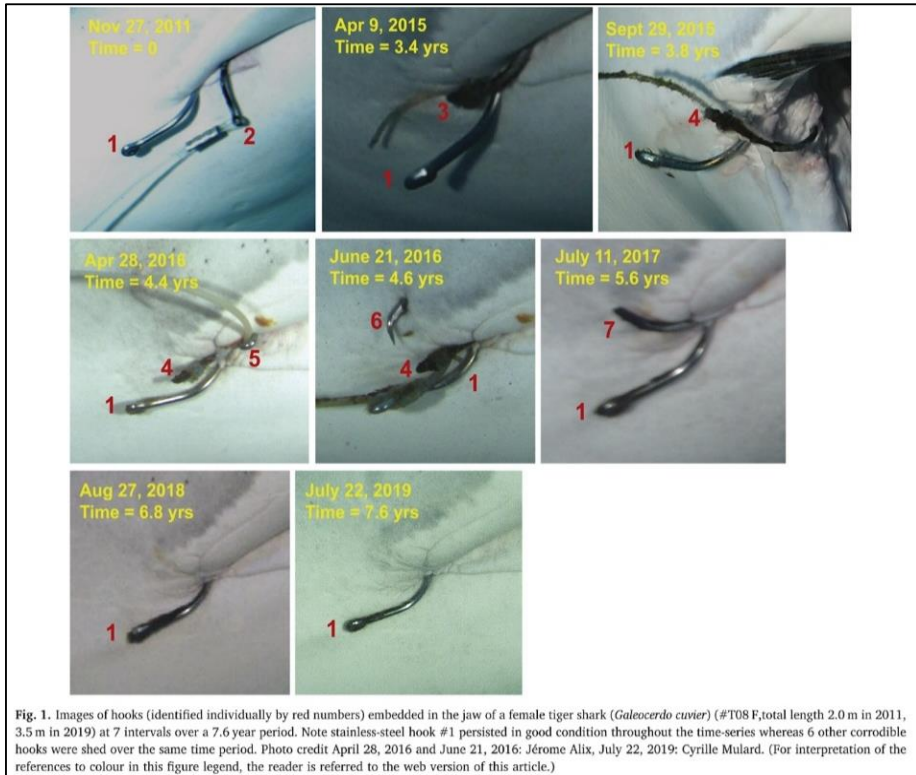 Nov 27, 2011
Time = 0
1
2
Apr 9, 2015
Time = 3.4 yrs
3
1
Sept 29, 2015
Time = 3.8 yrs
4
1
Apr 28, 2016
Time = 4.4 yrs
4
5
1
June 21, 2016
Time = 4.6 yrs
6
4
1
July 11, 2017
Time = 5.6 yrs
7
1
Aug 27, 2018
Time = 6.8 yrs
1
July 22, 2019
Time = 7.6 yrs
1
Fig. 1. Images of hooks (identified individually by red numbers) embedded in the jaw of a female tiger shark (Galeocerdo cuvier) (#T08 F,total length 2.0 m in 2011,
3.5 m in 2019) at 7 intervals over a 7.6 year period. Note stainless-steel hook #1 persisted in good condition throughout the time-series whereas 6 other corrodible
hooks were shed over the same time period. Photo credit April 28, 2016 and June 21, 2016: Jérome Alix, July 22, 2019: Cyrille Mulard. (For interpretation of the
references to colour in this figure legend, the reader is referred to the web version of this article.)